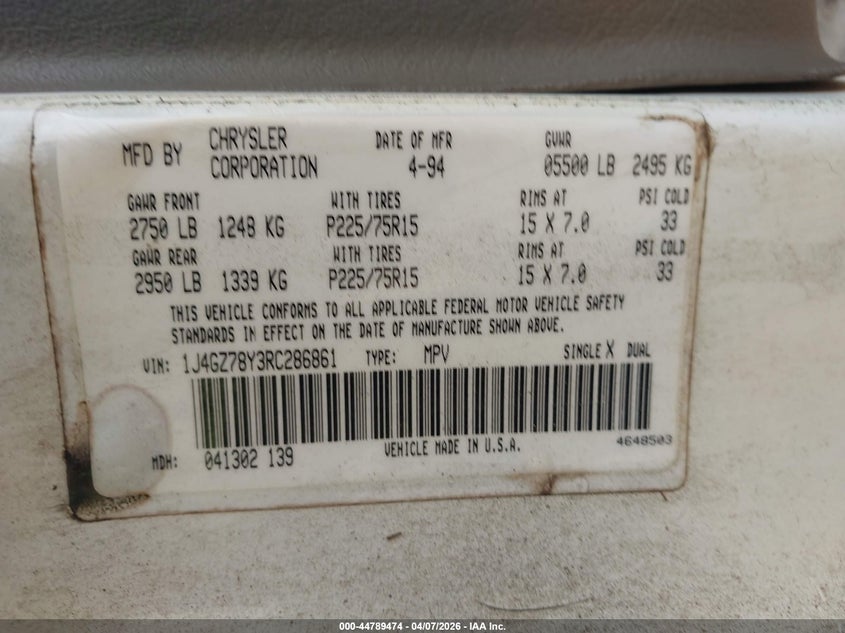 MFD BY CHRYSLER CORPORATION DATE OF MFR 4-94 GVWR 05500 LB 2495 KG
GAWR FRONT WITH TIRES RIMS AT PSI COLD
2750 LB 1248 KG P225/75R15 15 X 7.0 33
GAWR REAR WITH TIRES RIMS AT PSI COLD
2950 LB 1339 KG P225/75R15 15 X 7.0 33
THIS VEHICLE CONFORMS TO ALL APPLICABLE FEDERAL MOTOR VEHICLE SAFETY
STANDARDS IN EFFECT ON THE DATE OF MANUFACTURE SHOWN ABOVE.
VIN: 1J4GZ78Y3RC286861 TYPE: MPV SINGLE X DUAL
MDH: 041302 139 VEHICLE MADE IN U.S.A. 4648503
000-44789474 | 04/07/2026 - IAA Inc.